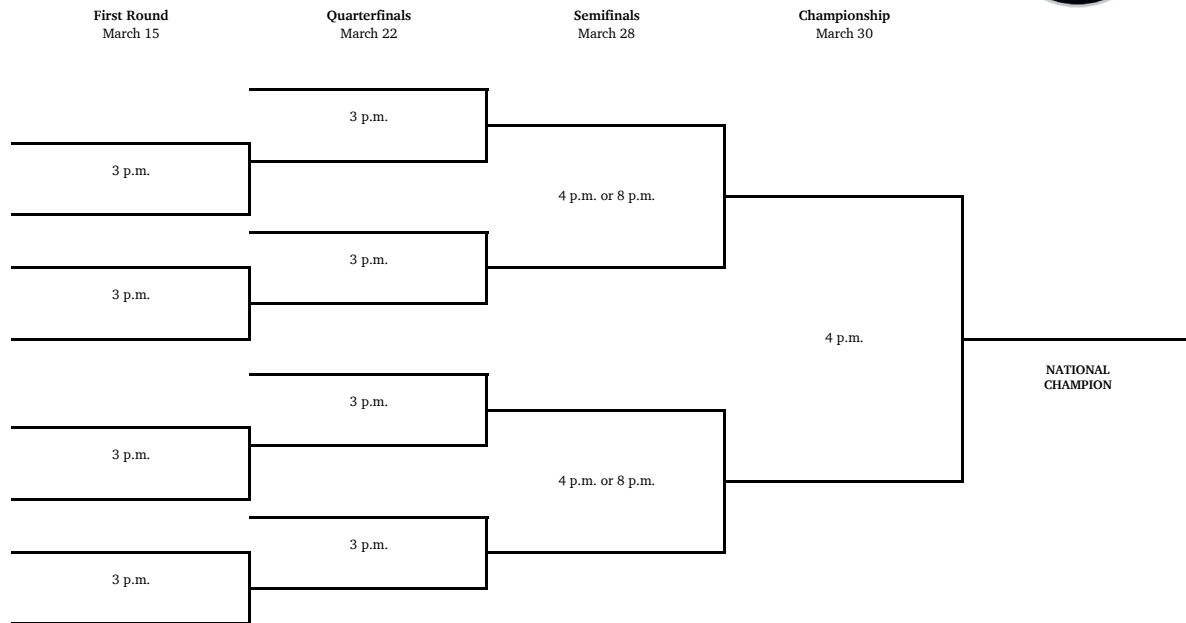 First Round
March 15
Quarterfinals
March 22
Semifinals
March 28
Championship
March 30
3 p.m.
3 p.m.
4 p.m. or 8 p.m.
3 p.m.
3 p.m.
4 p.m.
NATIONAL
CHAMPION
3 p.m.
3 p.m.
4 p.m. or 8 p.m.
3 p.m.
3 p.m.